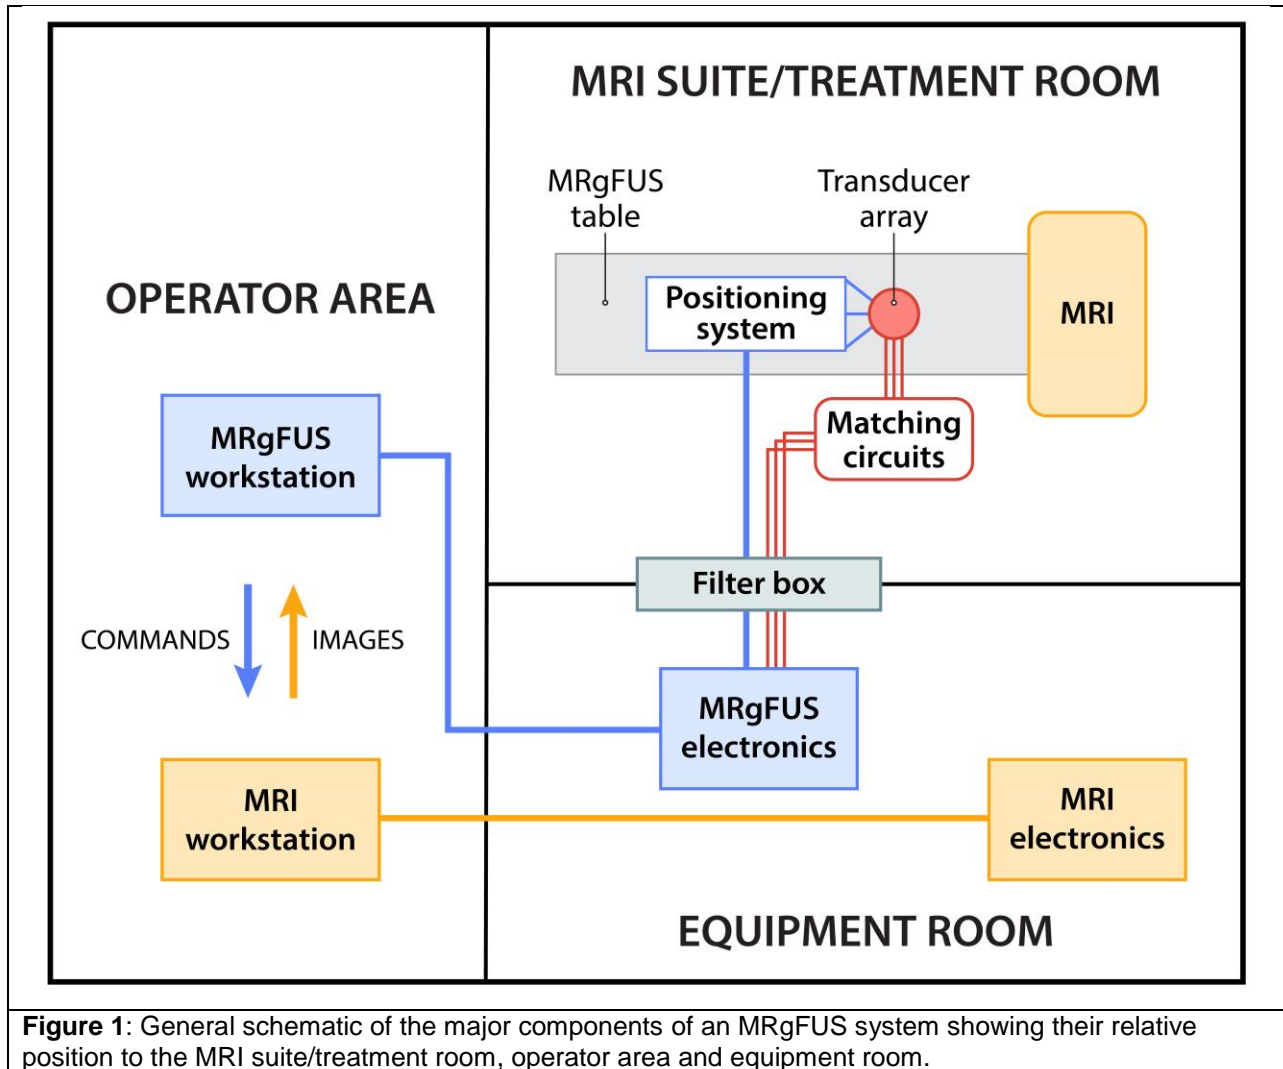 MRI SUITE/TREATMENT ROOM
MRgFUS
table
Transducer
array
OPERATOR AREA
Positioning
system
MRI
MRgFUS
workstation
Matching
circuits
Filter box
COMMANDS
IMAGES
MRgFUS
electronics
MRI
workstation
MRI
electronics
EQUIPMENT ROOM
Figure 1: General schematic of the major components of an MRgFUS system showing their relative
position to the MRI suite/treatment room, operator area and equipment room.